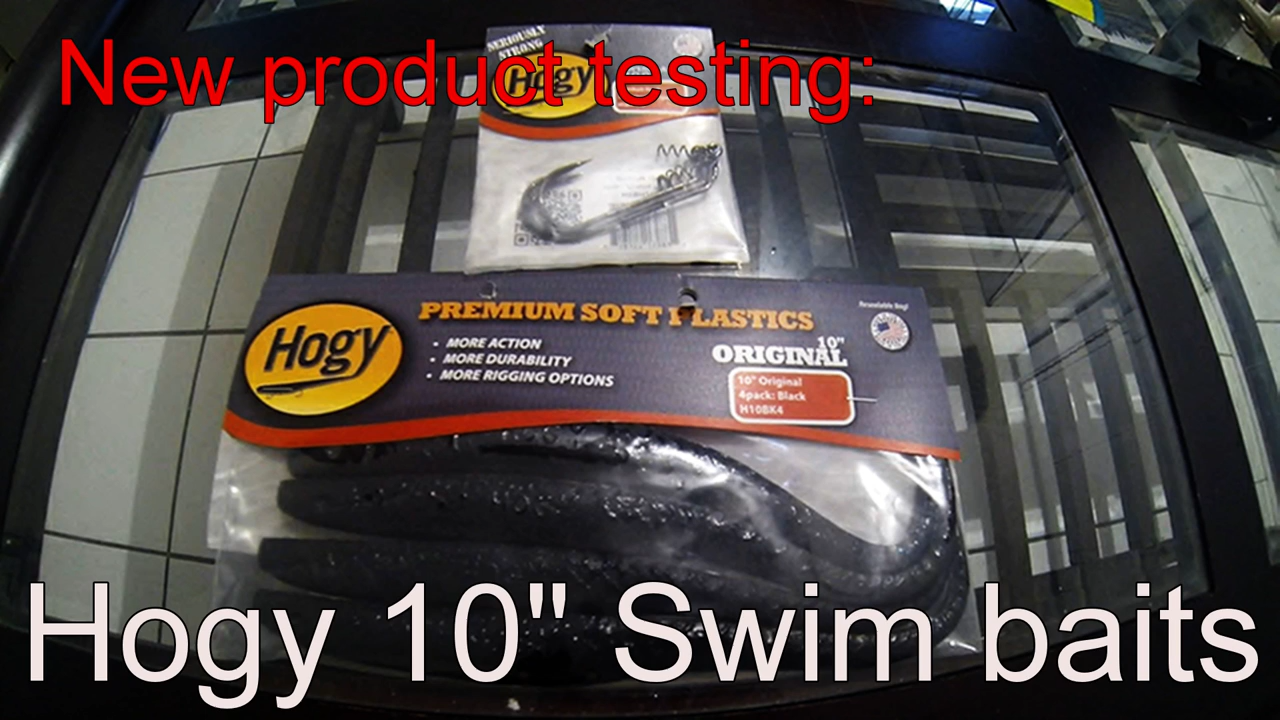 New product testing:
SERIOUSLY
STRONG
Hogy
Hogy
PREMIUM SOFT PLASTICS
Resealable Bag!
• MORE ACTION
• MORE DURABILITY
• MORE RIGGING OPTIONS
10"
ORIGINAL
10" Original
4pack: Black
H10BK4
Hogy 10" Swim baits